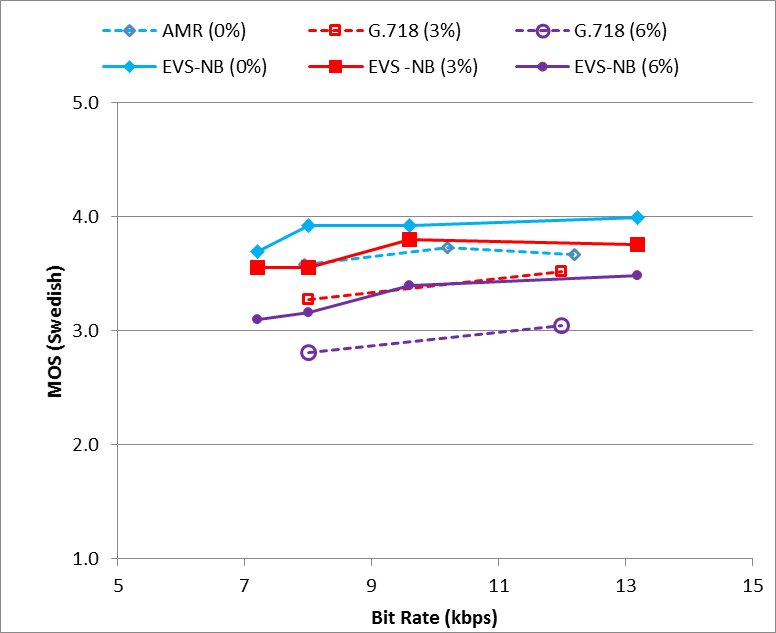 AMR (0%) G.718 (3%) G.718 (6%)
EVS-NB (0%) EVS -NB (3%) EVS-NB (6%)
5.0
4.0
3.0
2.0
1.0
MOS (Swedish)
5 7 9 11 13 15
Bit Rate (kbps)